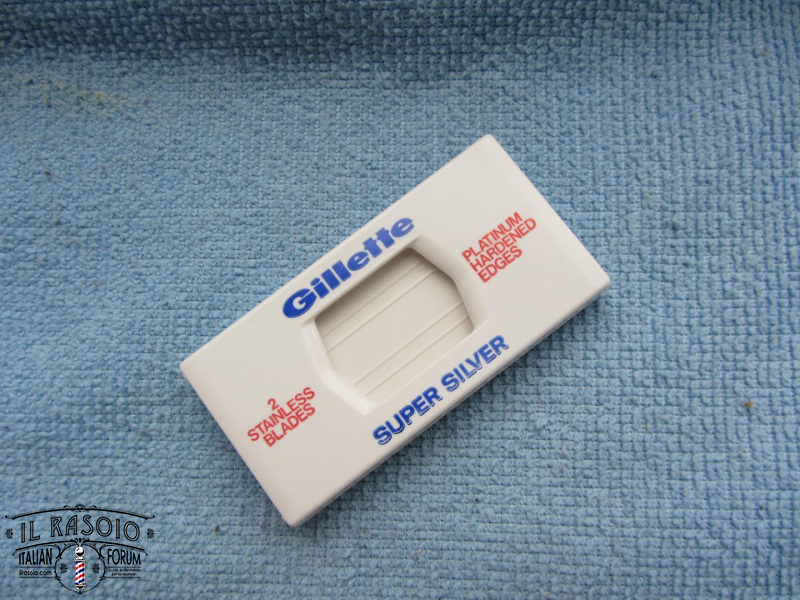 Gillette
PLATINUM
HARDENED
EDGES
2
STAINLESS
BLADES
SUPER SILVER
IL RASOIO
ITALIAN FORUM
ilrasoio.com